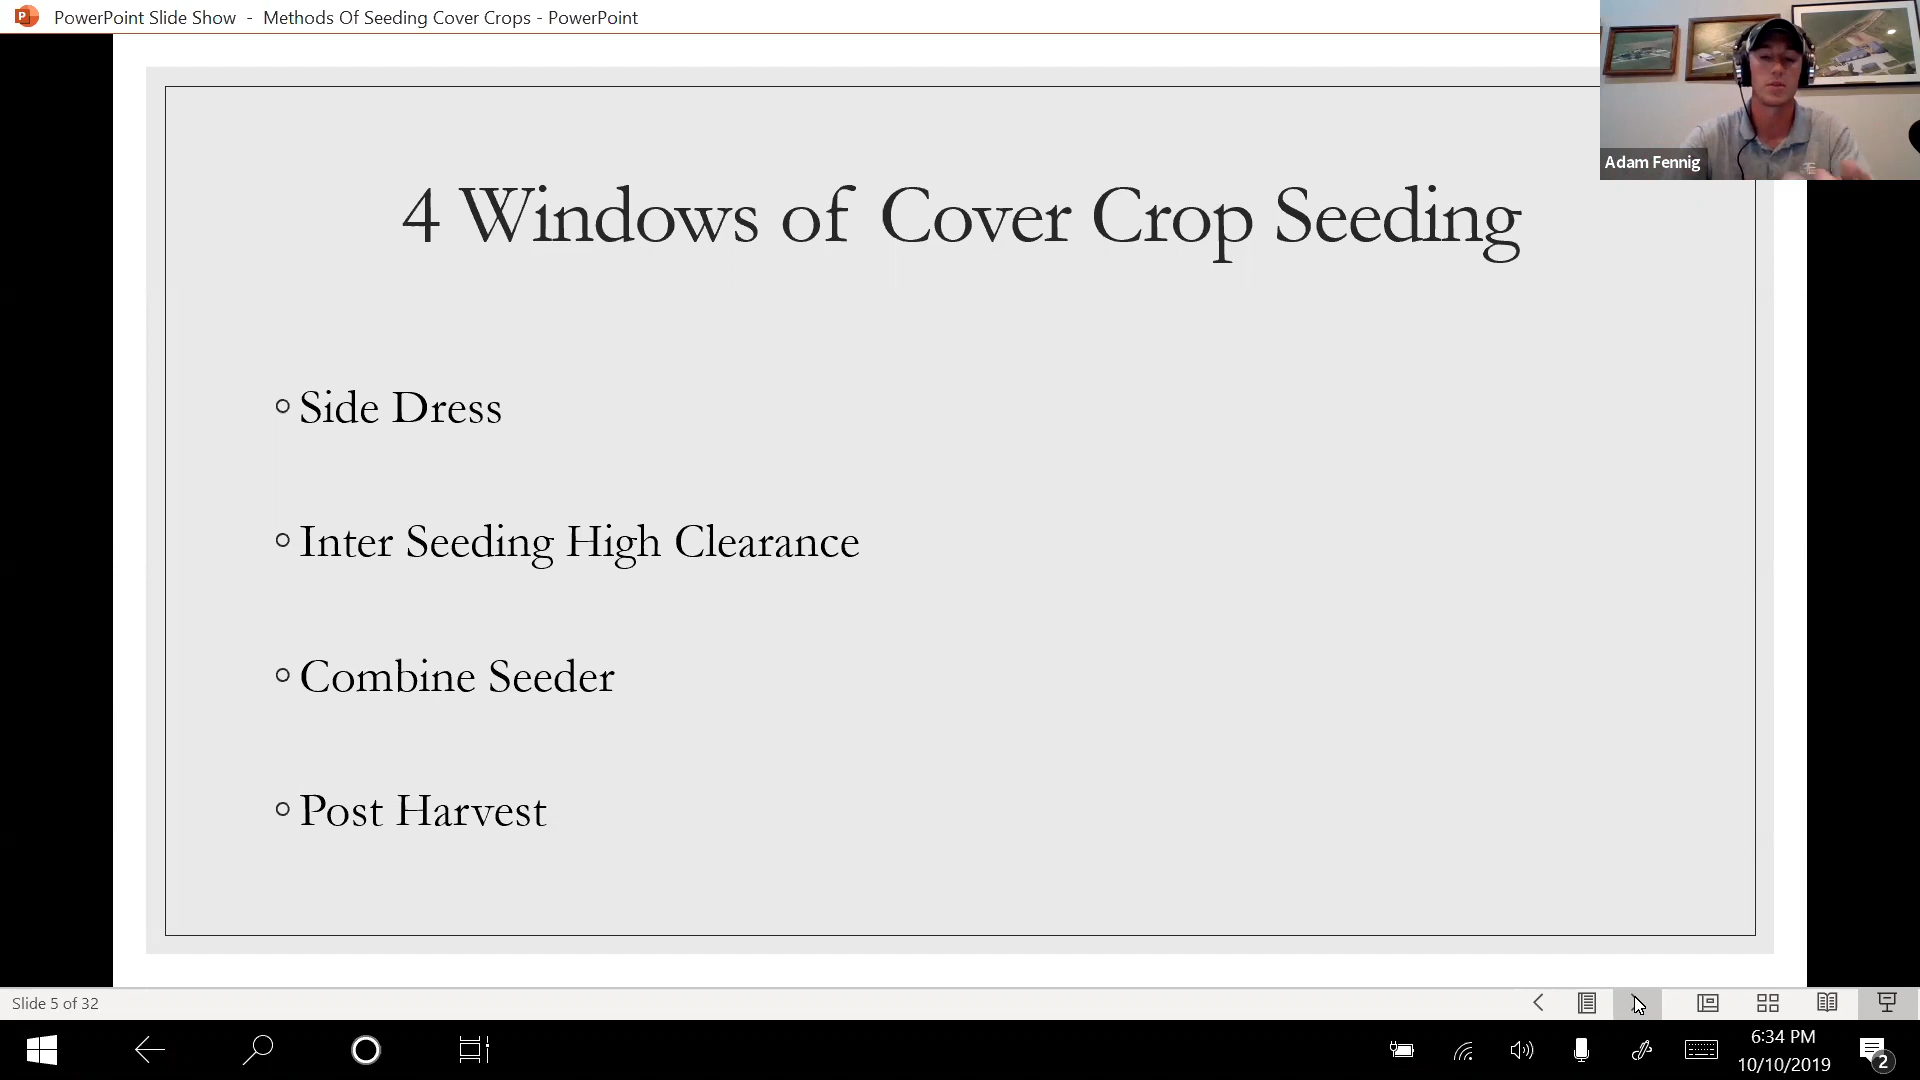 PowerPoint Slide Show - Methods Of Seeding Cover Crops - PowerPoint
Adam Fennig
4 Windows of Cover Crop Seeding
Side Dress
Inter Seeding High Clearance
Combine Seeder
Post Harvest
Slide 5 of 32
6:34 PM
10/10/2019
2